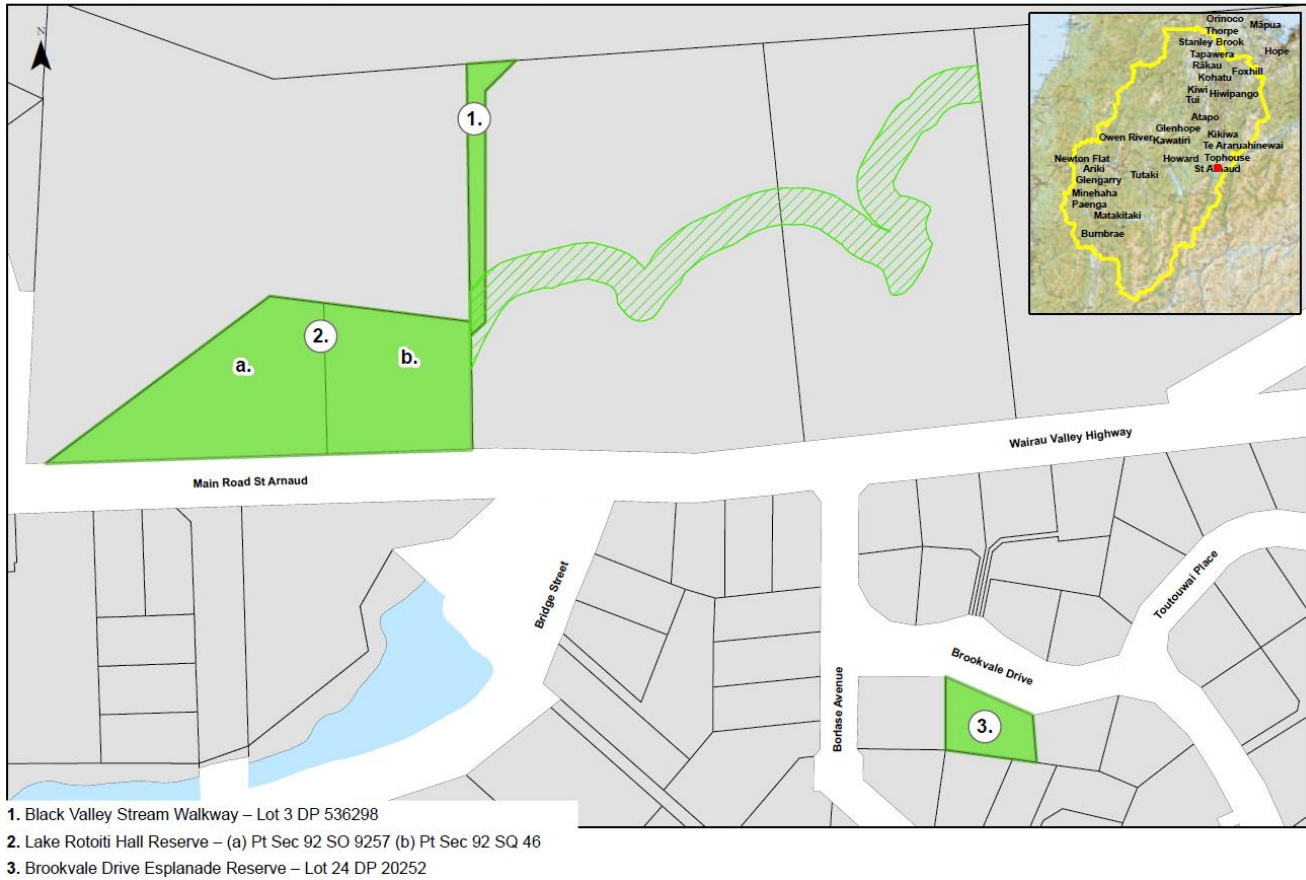 N
Orinoco
Māpua
Thorpe
Stanley Brook
Hope
Tapawera
Rākau
Foxhill
Kohatu
Kiwi
Hiwipango
Tui
Atapo
Glenhope
Kikiwa
Owen River
Kawatiri
Te Araruahinewai
Newton Flat
Howard
Tophouse
Ariki
St Arnaud
Glengarry
Tutaki
Minehaha
Paenga
Matakitaki
Burnbrae
1.
2.
a.
b.
Wairau Valley Highway
Main Road St Arnaud
Bridge Street
Toutouwai Place
Brookvale Drive
Borlase Avenue
3.
1. Black Valley Stream Walkway – Lot 3 DP 536298
2. Lake Rotoiti Hall Reserve – (a) Pt Sec 92 SO 9257 (b) Pt Sec 92 SQ 46
3. Brookvale Drive Esplanade Reserve – Lot 24 DP 20252